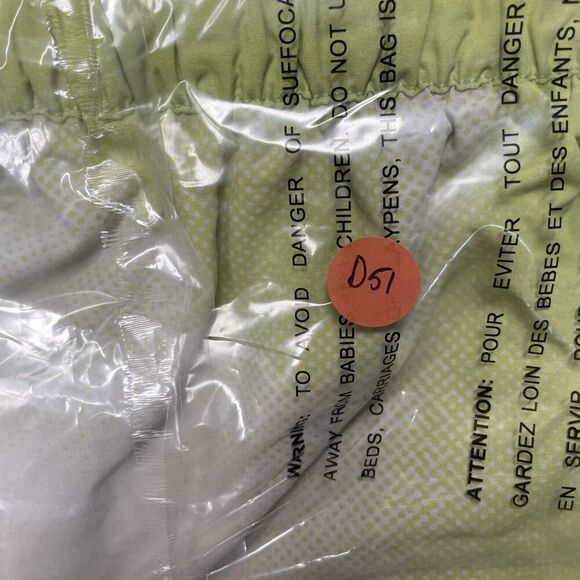 WARNING: TO AVOID DANGER OF SUFFOCA
AWAY FROM BABIES CHILDREN. DO NOT U
BEDS, CARRIAGES YPENS, THIS BAG IS
D51
ATTENTION: POUR EVITER TOUT DANGER
GARDEZ LOIN DES BEBES ET DES ENFANTS, N
EN SERVIR